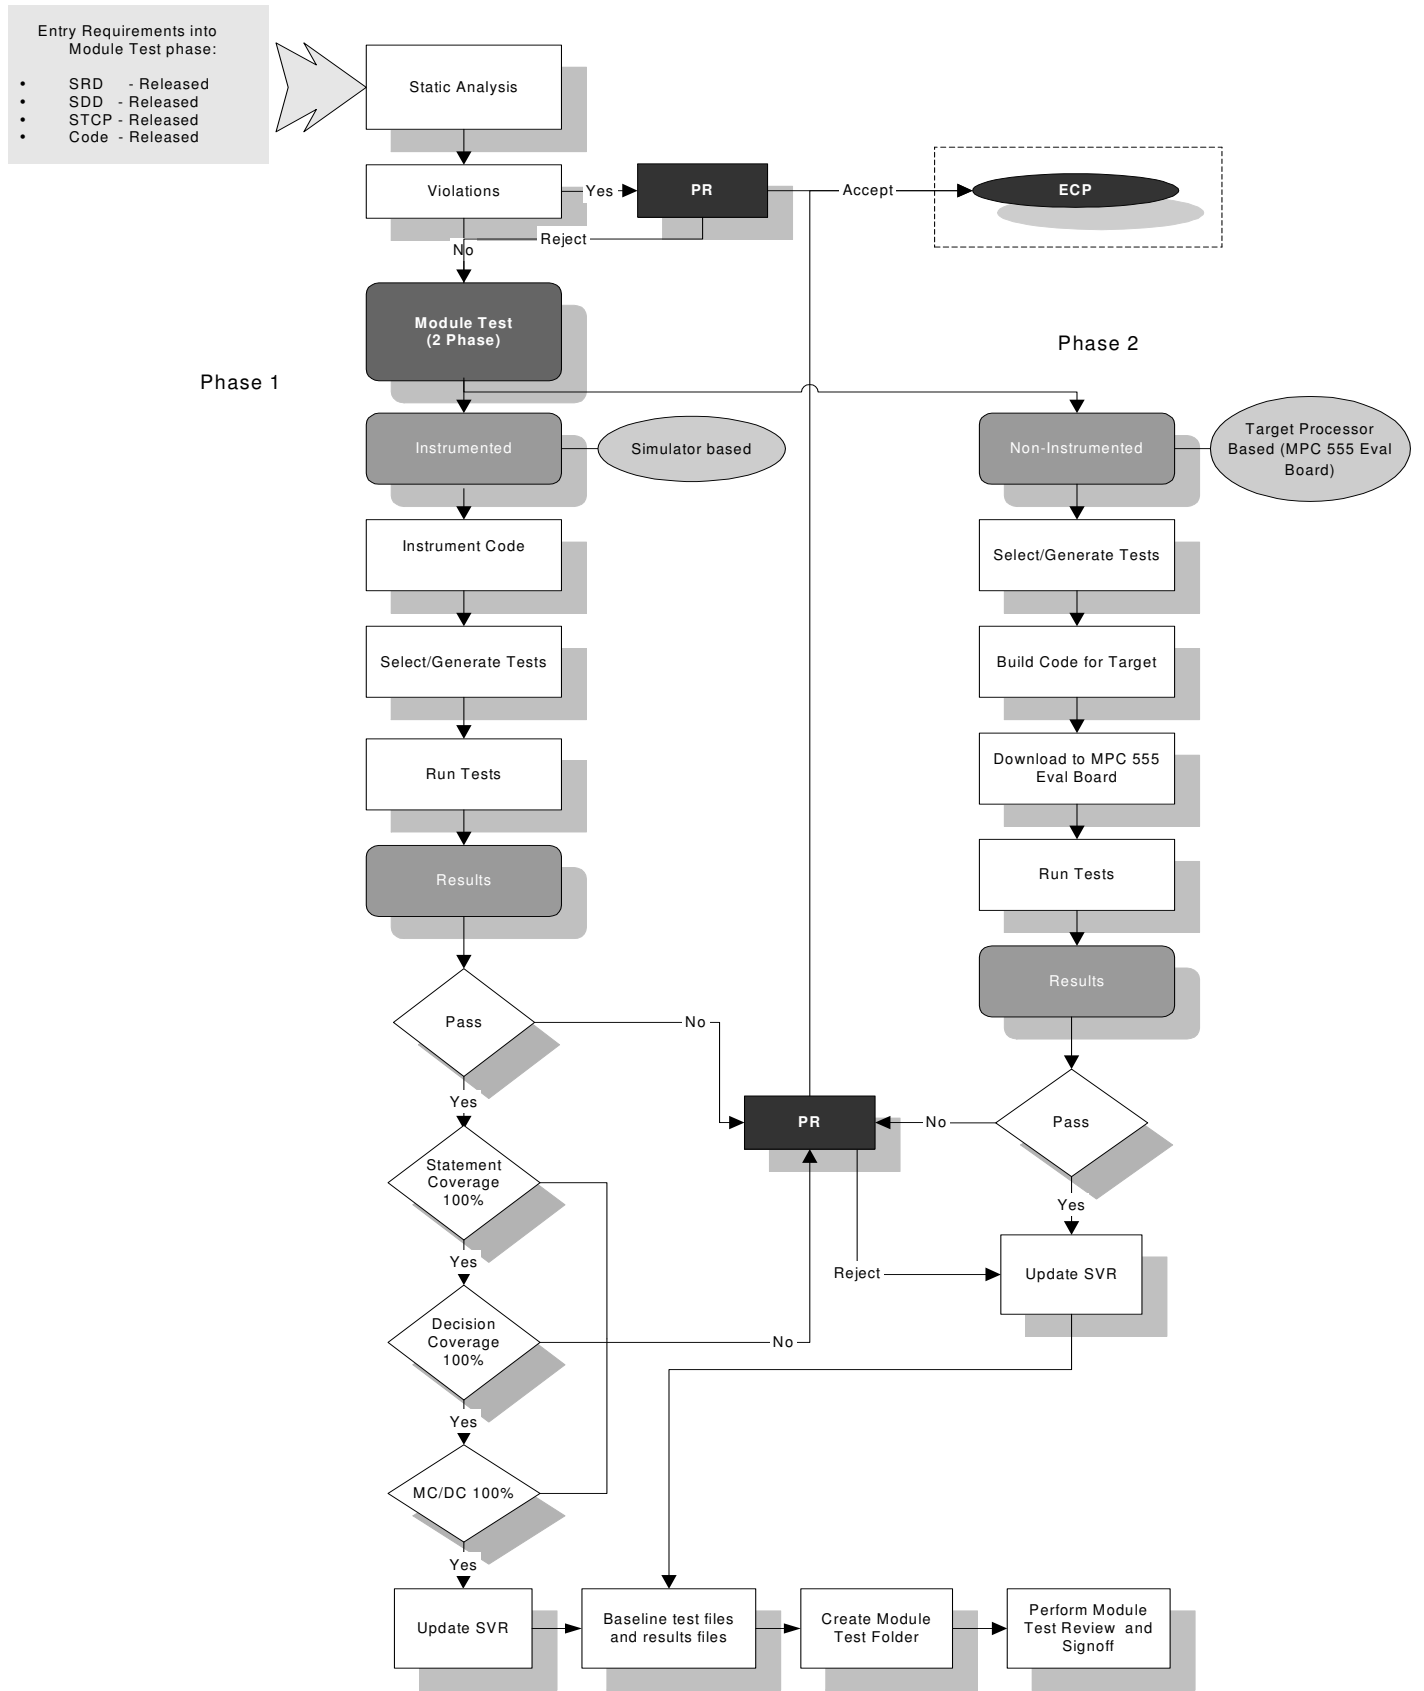 Entry Requirements into
Module Test phase:
• SRD - Released
• SDD - Released
• STCP - Released
• Code - Released
Static Analysis
Violations
Yes
PR
Accept
ECP
Reject
No
Module Test
(2 Phase)
Phase 1
Phase 2
Instrumented
Simulator based
Non-Instrumented
Target Processor
Based (MPC 555 Eval
Board)
Instrument Code
Select/Generate Tests
Select/Generate Tests
Build Code for Target
Run Tests
Download to MPC 555
Eval Board
Results
Run Tests
Results
Pass
No
Yes
PR
No
Pass
Statement
Coverage
100%
Yes
Yes
Reject
Update SVR
Decision
Coverage
100%
No
Yes
MC/DC 100%
Yes
Update SVR
Baseline test files
and results files
Create Module
Test Folder
Perform Module
Test Review and
Signoff